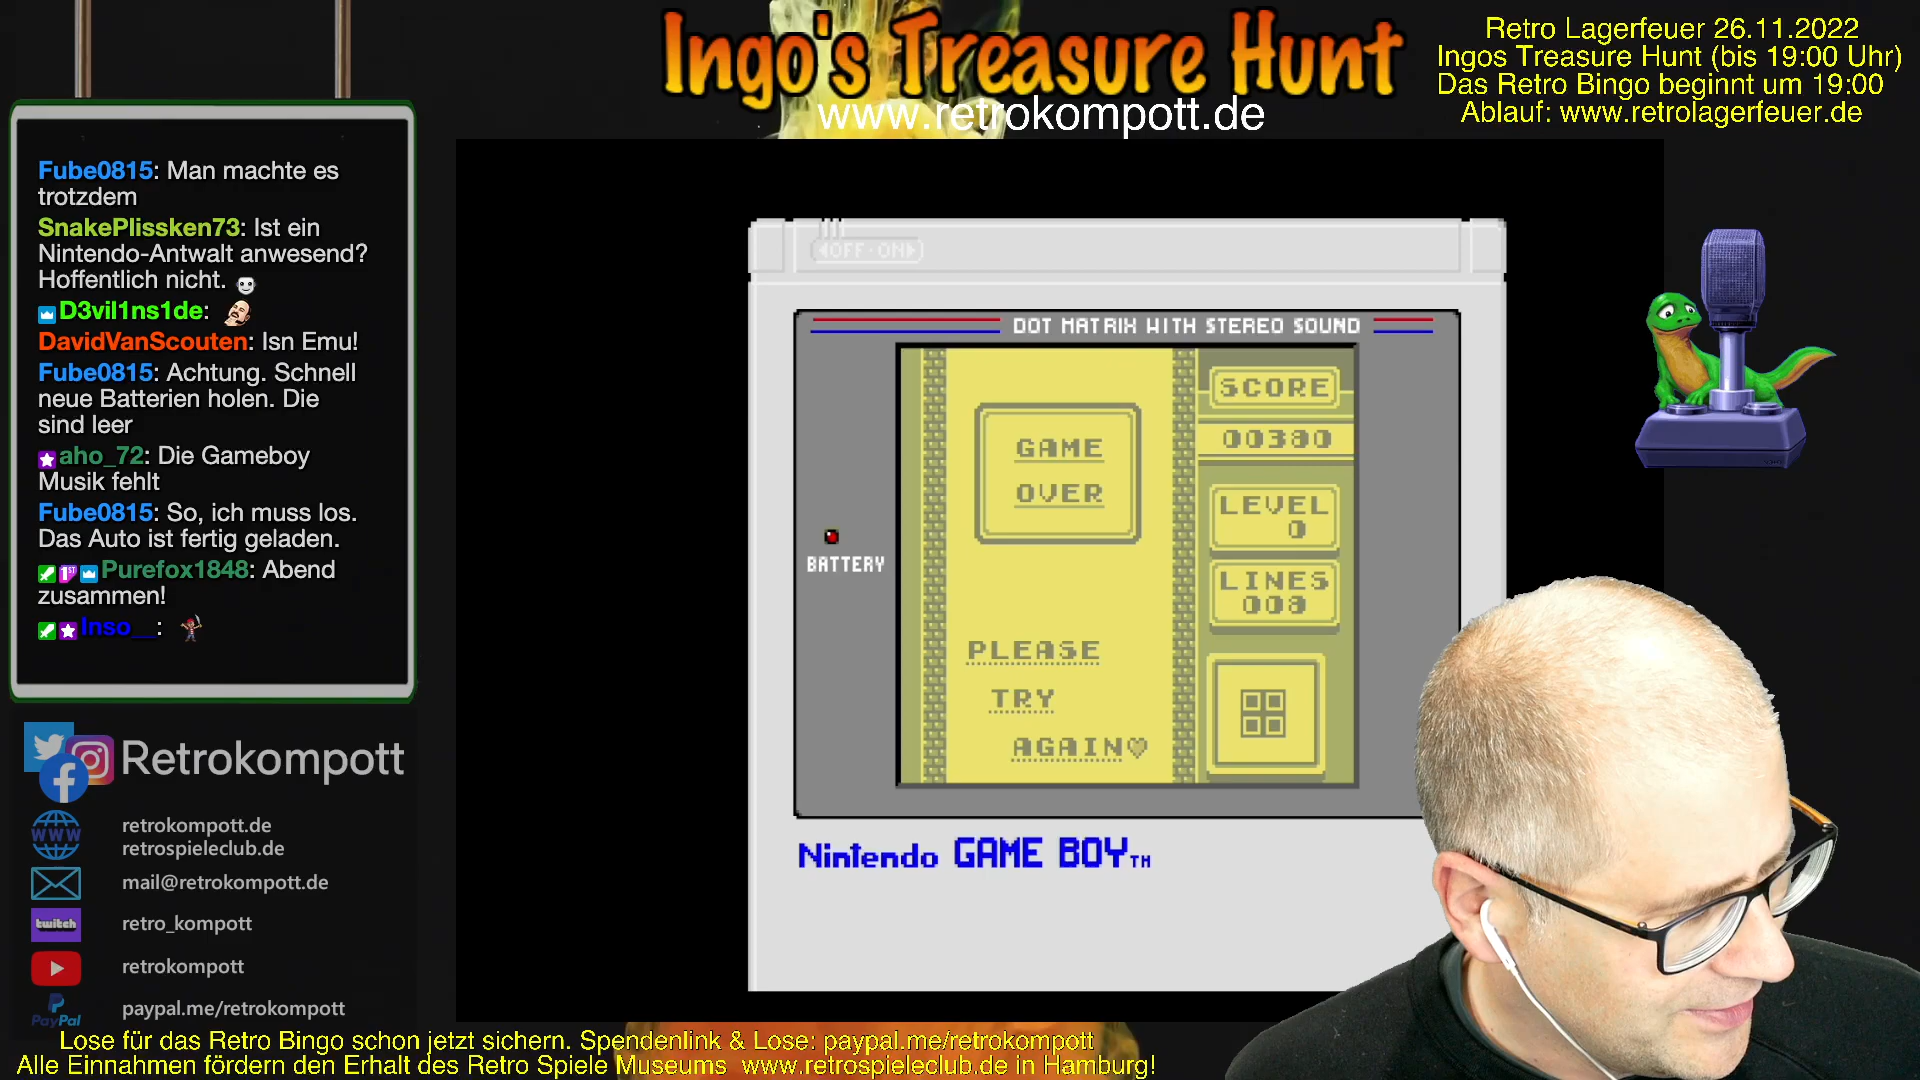 Ingo's Treasure Hunt
www.retrokompott.de
Retro Lagerfeuer 26.11.2022
Ingos Treasure Hunt (bis 19:00 Uhr)
Das Retro Bingo beginnt um 19:00
Ablauf: www.retrolagerfeuer.de
Fube0815: Man machte es
trotzdem
SnakePlissken73: Ist ein
Nintendo-Antwalt anwesend?
Hoffentlich nicht.
D3vil1ns1de:
DavidVanScouten: Isn Emu!
Fube0815: Achtung. Schnell
neue Batterien holen. Die
sind leer
aho_72: Die Gameboy
Musik fehlt
Fube0815: So, ich muss los.
Das Auto ist fertig geladen.
1ST Purefox1848: Abend
zusammen!
Inso__:
OFF·ON
DOT MATRIX WITH STEREO SOUND
BATTERY
GAME
OVER
PLEASE
TRY
AGAIN♥
SCORE
00380
LEVEL
0
LINES
008
Nintendo GAME BOY TM
Retrokompott
WWW
retrokompott.de
retrospieleclub.de
mail@retrokompott.de
twitch
retro_kompott
retrokompott
PayPal
paypal.me/retrokompott
Lose für das Retro Bingo schon jetzt sichern. Spendenlink & Lose: paypal.me/retrokompott
Alle Einnahmen fördern den Erhalt des Retro Spiele Museums www.retrospieleclub.de in Hamburg!